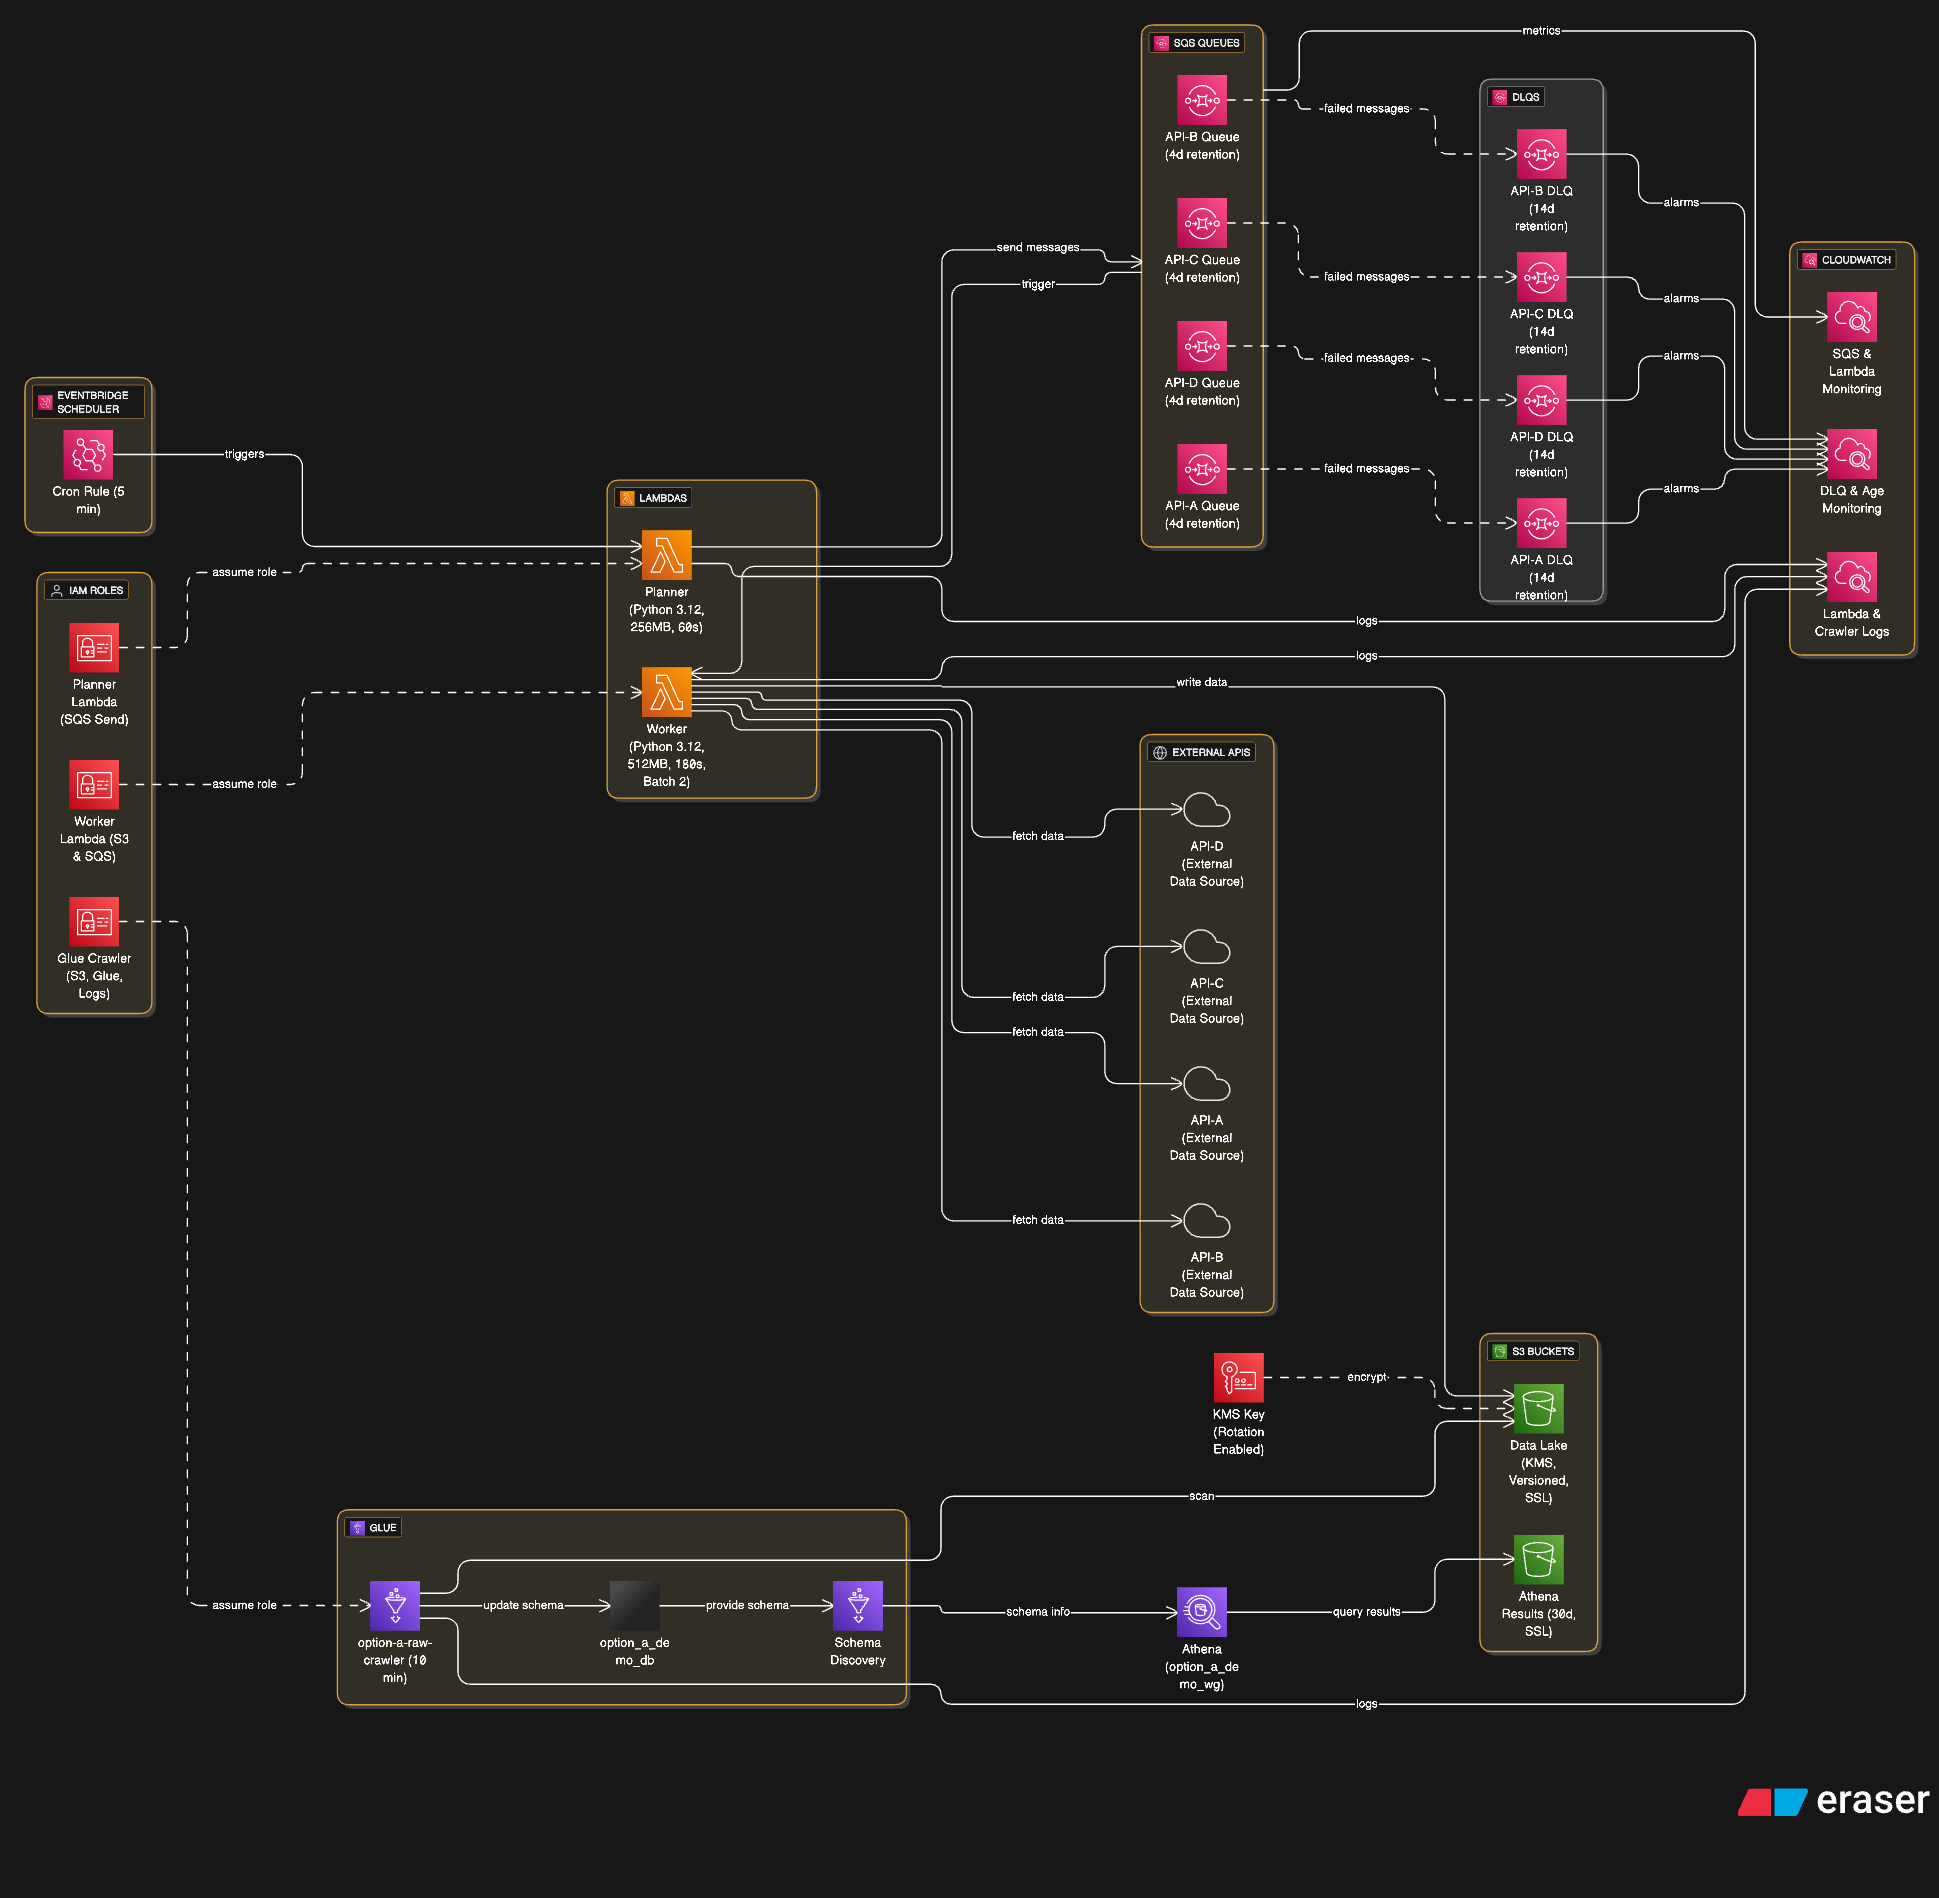 metrics
SQS QUEUES
API-B Queue
(4d retention)
API-C Queue
(4d retention)
API-D Queue
(4d retention)
API-A Queue
(4d retention)
failed messages
failed messages
failed messages
failed messages
DLQS
API-B DLQ
(14d
retention)
API-C DLQ
(14d
retention)
API-D DLQ
(14d
retention)
API-A DLQ
(14d
retention)
alarms
alarms
alarms
alarms
CLOUDWATCH
SQS &
Lambda
Monitoring
DLQ & Age
Monitoring
Lambda &
Crawler Logs
send messages
trigger
EVENTBRIDGE
SCHEDULER
Cron Rule (5
min)
triggers
IAM ROLES
Planner
Lambda
(SQS Send)
Worker
Lambda (S3
& SQS)
Glue Crawler
(S3, Glue,
Logs)
assume role
assume role
LAMBDAS
Planner
(Python 3.12,
256MB, 60s)
Worker
(Python 3.12,
512MB, 180s,
Batch 2)
logs
logs
write data
EXTERNAL APIS
API-D
(External
Data Source)
API-C
(External
Data Source)
API-A
(External
Data Source)
API-B
(External
Data Source)
fetch data
fetch data
fetch data
fetch data
KMS Key
(Rotation
Enabled)
encrypt
S3 BUCKETS
Data Lake
(KMS,
Versioned,
SSL)
Athena
Results (30d,
SSL)
scan
GLUE
assume role
option-a-raw-
crawler (10
min)
update schema
option_a_de
mo_db
provide schema
Schema
Discovery
schema info
Athena
(option_a_de
mo_wg)
query results
logs
eraser